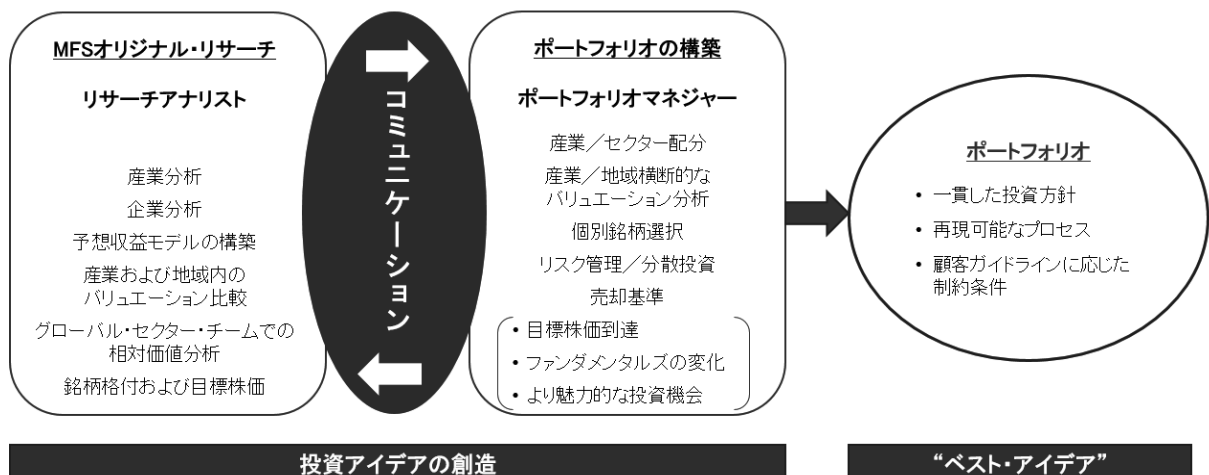 MFSオリジナル・リサーチ
リサーチアナリスト
産業分析
企業分析
予想収益モデルの構築
産業および地域内の
バリュエーション比較
グローバル・セクター・チームでの
相対価値分析
銘柄格付および目標株価
コミュニケーション
ポートフォリオの構築
ポートフォリオマネジャー
産業／セクター配分
産業／地域横断的な
バリュエーション分析
個別銘柄選択
リスク管理／分散投資
売却基準
• 目標株価到達
• ファンダメンタルズの変化
• より魅力的な投資機会
ポートフォリオ
• 一貫した投資方針
• 再現可能なプロセス
• 顧客ガイドラインに応じた
制約条件
投資アイデアの創造
“ベスト・アイデア”